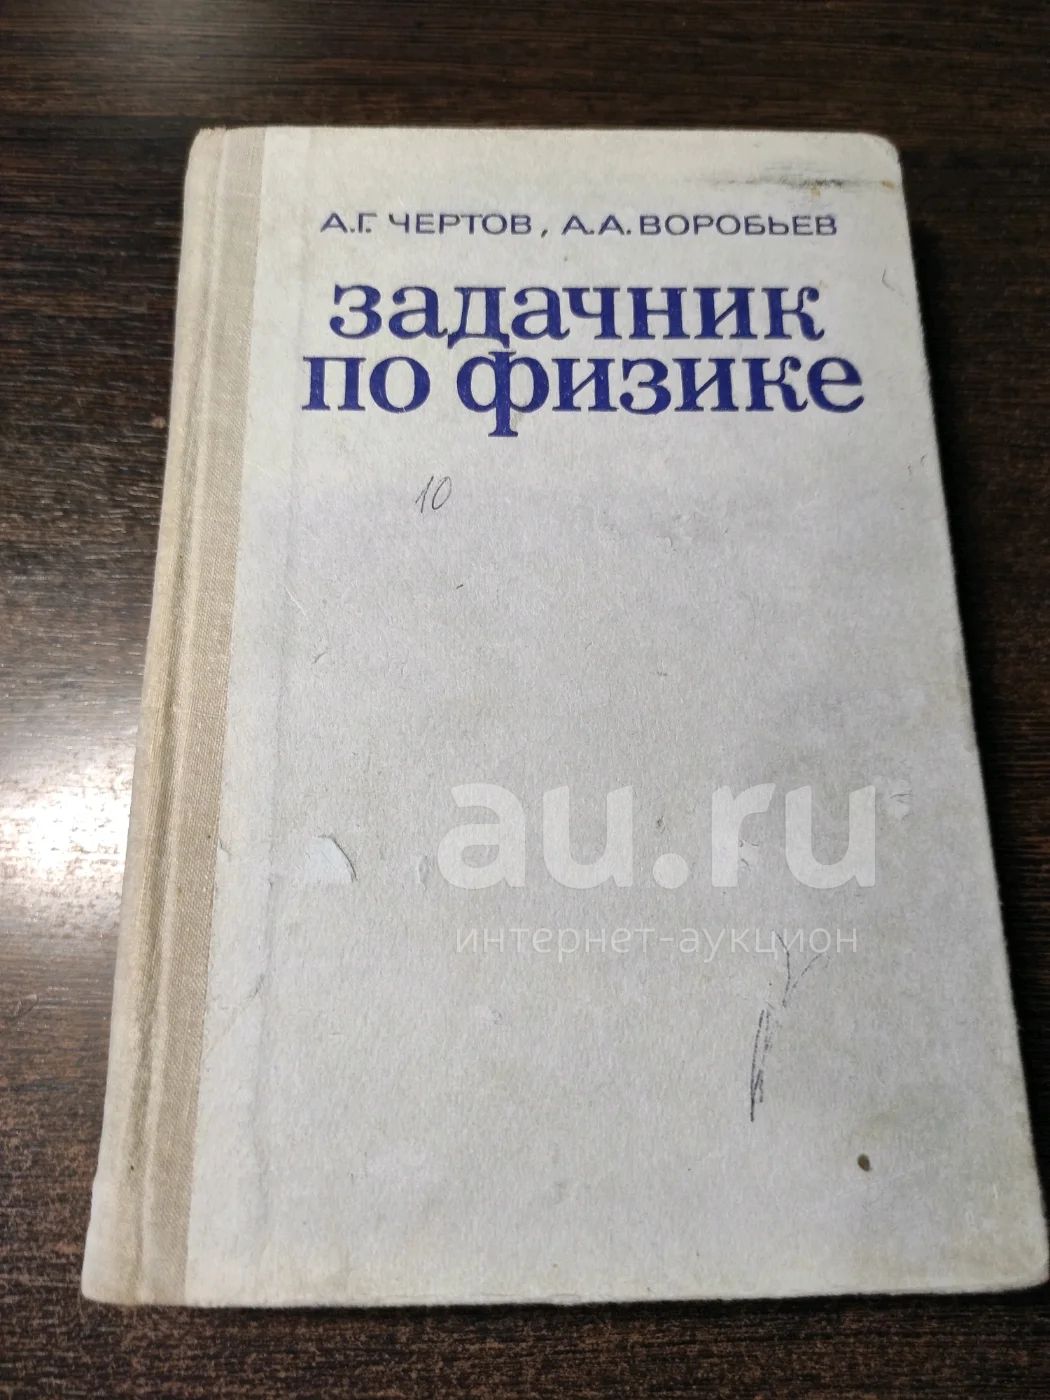 А.Г. ЧЕРТОВ, А.А. ВОРОБЬЕВ
задачник
по физике
10
au.ru
интернет-аукцион